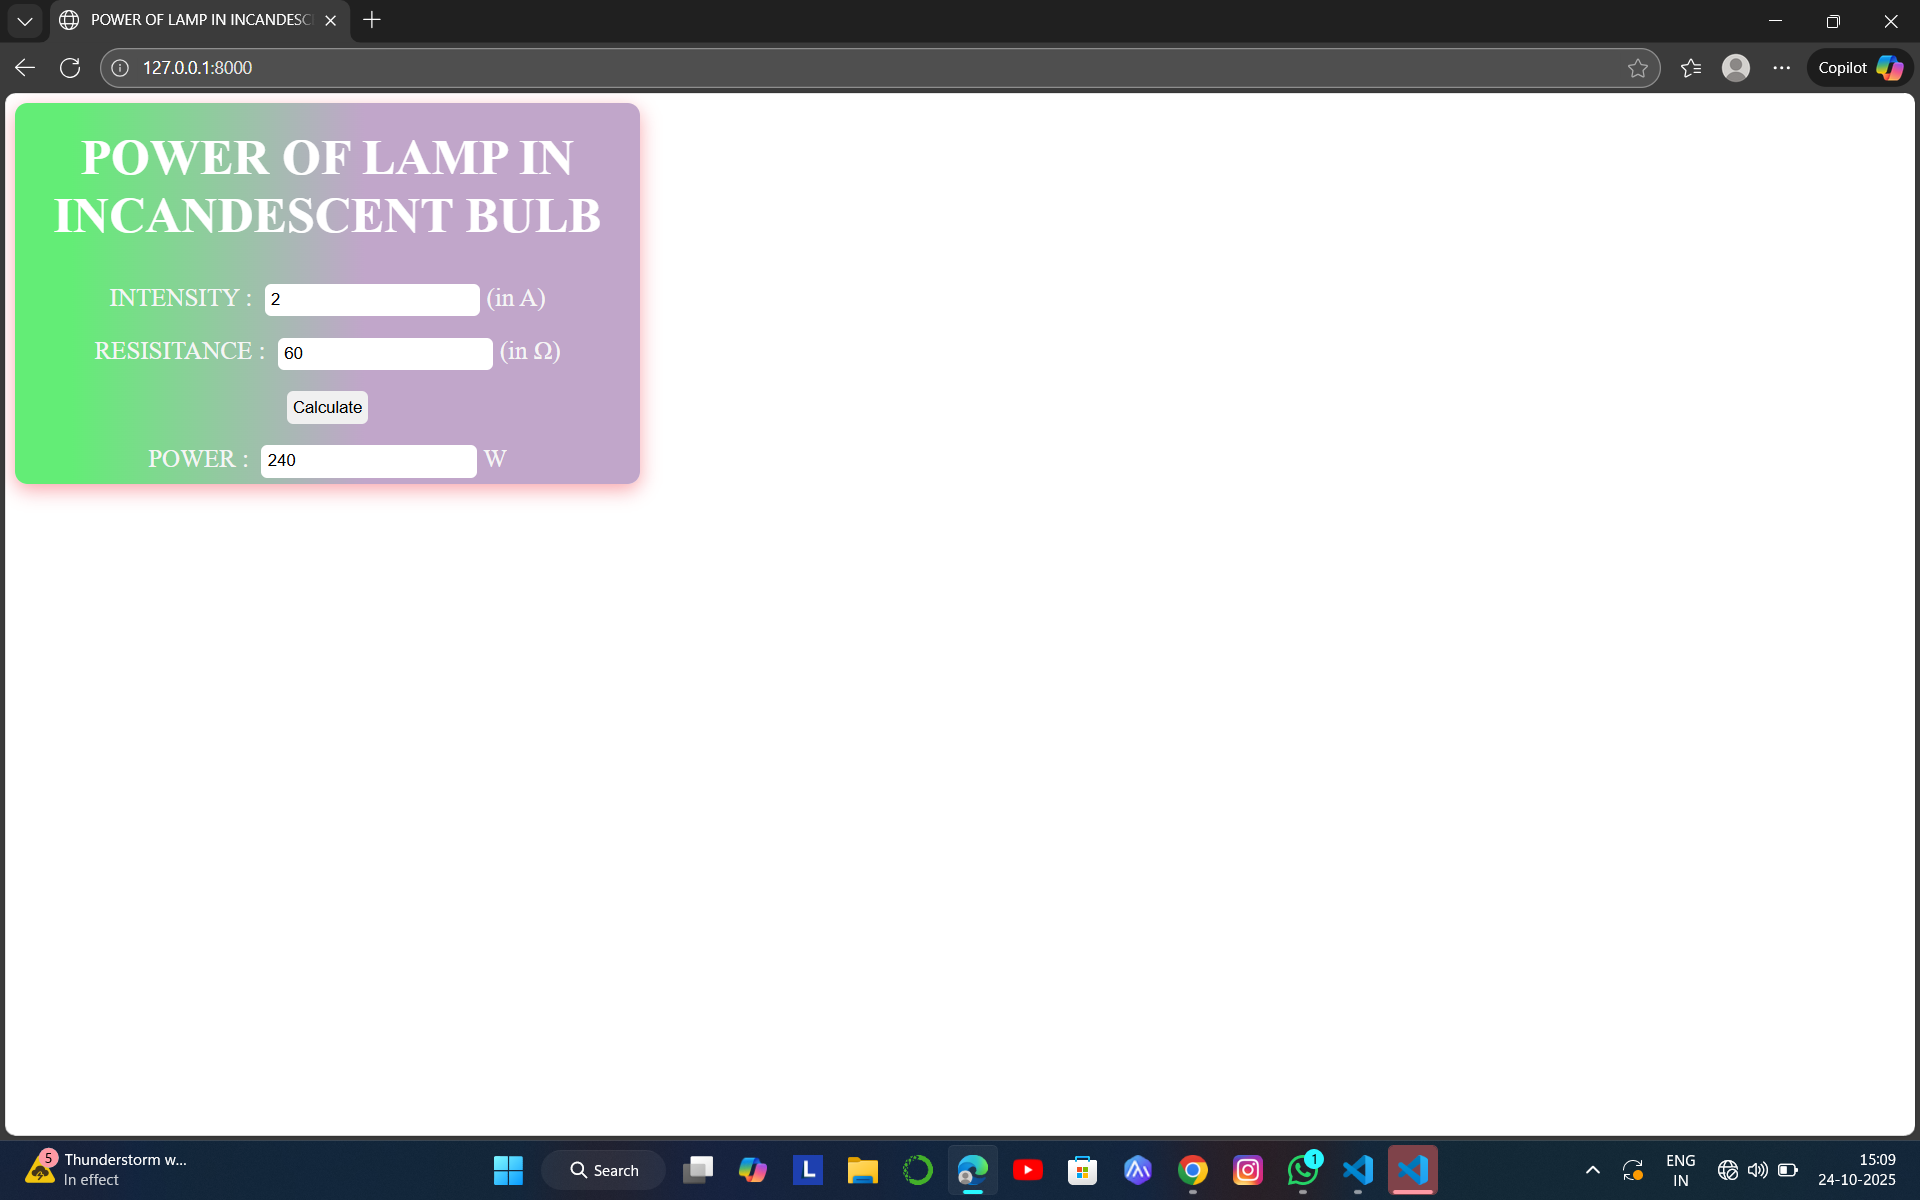 POWER OF LAMP IN INCANDESC
127.0.0.1:8000
Copilot
POWER OF LAMP IN
INCANDESCENT BULB
INTENSITY : 2 (in A)
RESISITANCE : 60 (in Ω)
Calculate
POWER : 240 W
5
Thunderstorm w...
In effect
Search
L
1
ENG
IN
15:09
24-10-2025